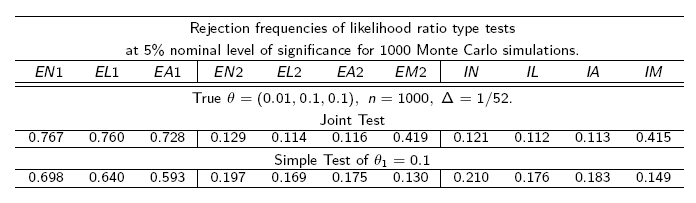 Rejection frequencies of likelihood ratio type tests
at 5% nominal level of significance for 1000 Monte Carlo simulations.
EN1 EL1 EA1 EN2 EL2 EA2 EM2 IN IL IA IM
True θ = (0.01, 0.1, 0.1), n = 1000, Δ = 1/52.
Joint Test
0.767 0.760 0.728 0.129 0.114 0.116 0.419 0.121 0.112 0.113 0.415
Simple Test of θ₁ = 0.1
0.698 0.640 0.593 0.197 0.169 0.175 0.130 0.210 0.176 0.183 0.149